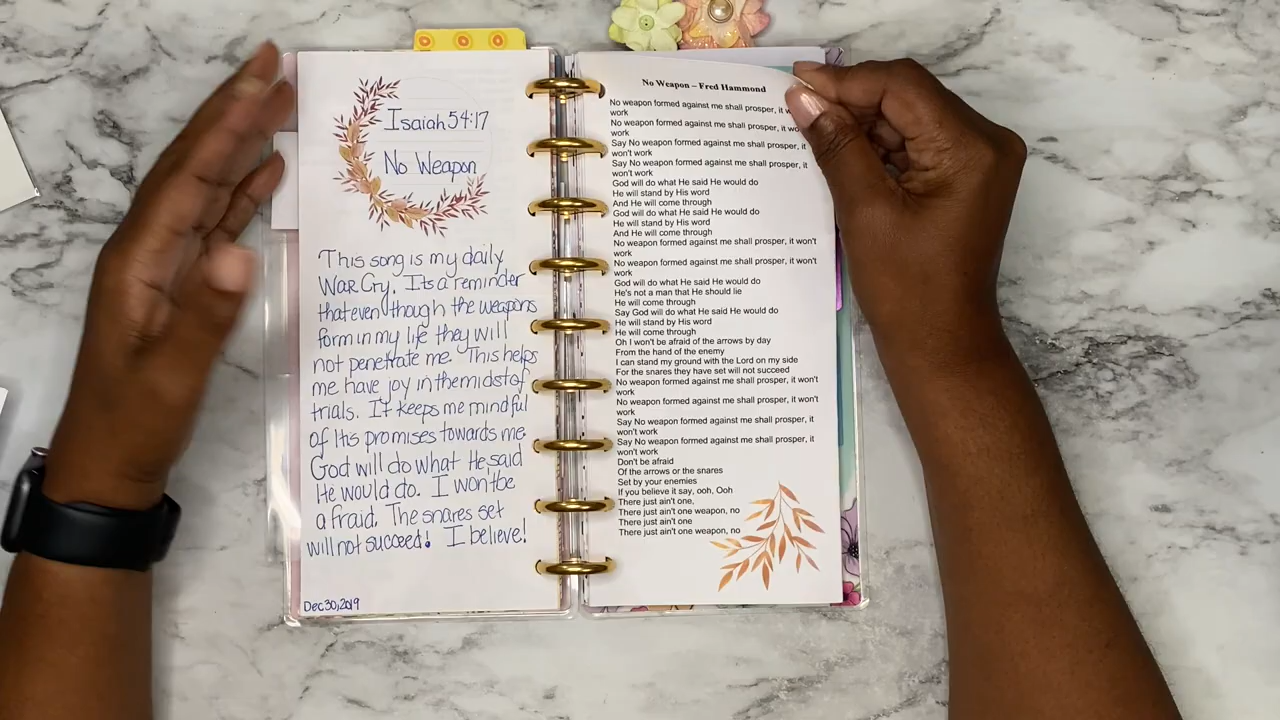 Isaiah 54:17
No Weapon
This song is my daily
War Cry. Its a reminder
that even though the weapons
form in my life they will
not penetrate me. This helps
me have joy in the midst of
trials. It keeps me mindful
of His promises towards me.
God will do what He said
He would do. I won't be
afraid. The snares set
will not succeed! I believe!
Dec 30, 2019
No Weapon – Fred Hammond
No weapon formed against me shall prosper, it
work
No weapon formed against me shall prosper, it
work
Say No weapon formed against me shall prosper, it
won't work
Say No weapon formed against me shall prosper, it
won't work
God will do what He said He would do
He will stand by His word
And He will come through
God will do what He said He would do
He will stand by His word
And He will come through
No weapon formed against me shall prosper, it won't
work
No weapon formed against me shall prosper, it won't
work
God will do what He said He would do
He's not a man that He should lie
He will come through
Say God will do what He said He would do
He will stand by His word
He will come through
Oh I won't be afraid of the arrows by day
From the hand of the enemy
I can stand my ground with the Lord on my side
For the snares they have set will not succeed
No weapon formed against me shall prosper, it won't
work
No weapon formed against me shall prosper, it won't
work
Say No weapon formed against me shall prosper, it
won't work
Say No weapon formed against me shall prosper, it
won't work
Don't be afraid
Of the arrows or the snares
Set by your enemies
If you believe it say, ooh, Ooh
There just ain't one,
There just ain't one weapon, no
There just ain't one
There just ain't one weapon, no